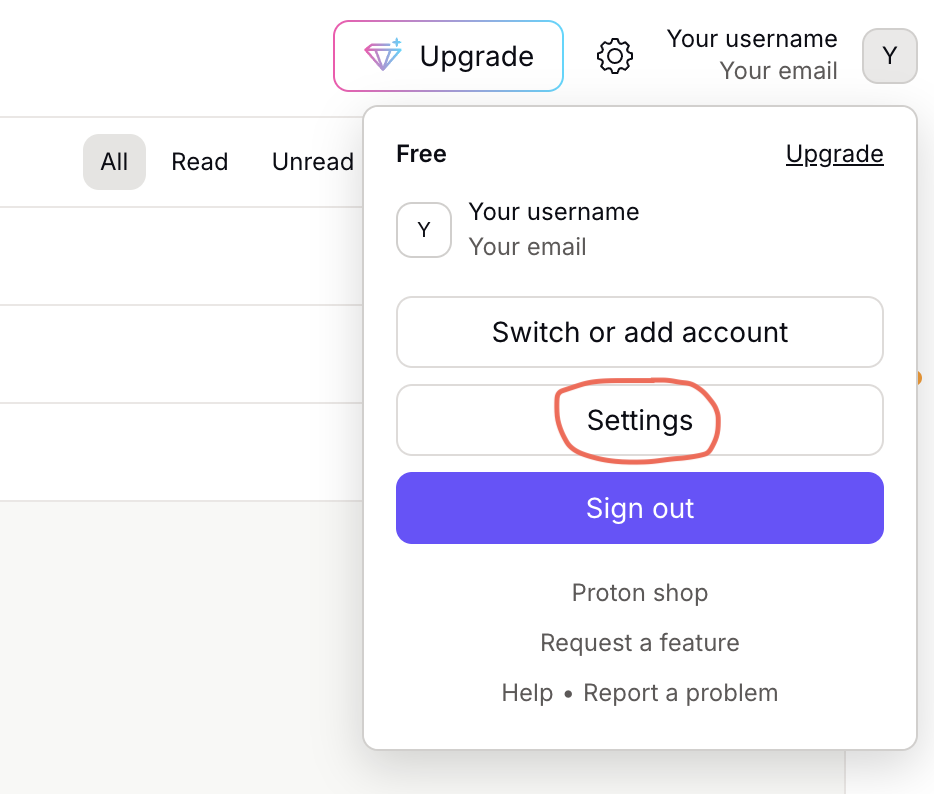 Upgrade
Your username
Your email
Y
All Read Unread
Free Upgrade
Y
Your username
Your email
Switch or add account
Settings
Sign out
Proton shop
Request a feature
Help • Report a problem